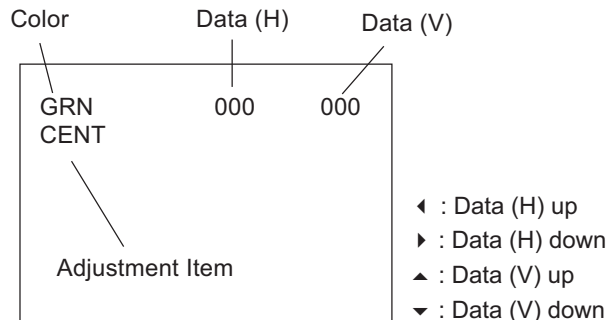 Color Data (H) Data (V)
GRN 000 000
CENT
Adjustment Item
◂ : Data (H) up
▸ : Data (H) down
▴ : Data (V) up
▾ : Data (V) down